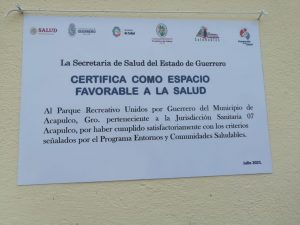 SALUD
GUERRERO
La Secretaria de Salud del Estado de Guerrero
CERTIFICA COMO ESPACIO
FAVORABLE A LA SALUD
Al Parque Recreativo Unidos por Guerrero del Municipio de
Acapulco, Gro. perteneciente a la Jurisdicción Sanitaria 07
Acapulco, por haber cumplido satisfactoriamente con los criterios
señalados por el Programa Entornos y Comunidades Saludables.